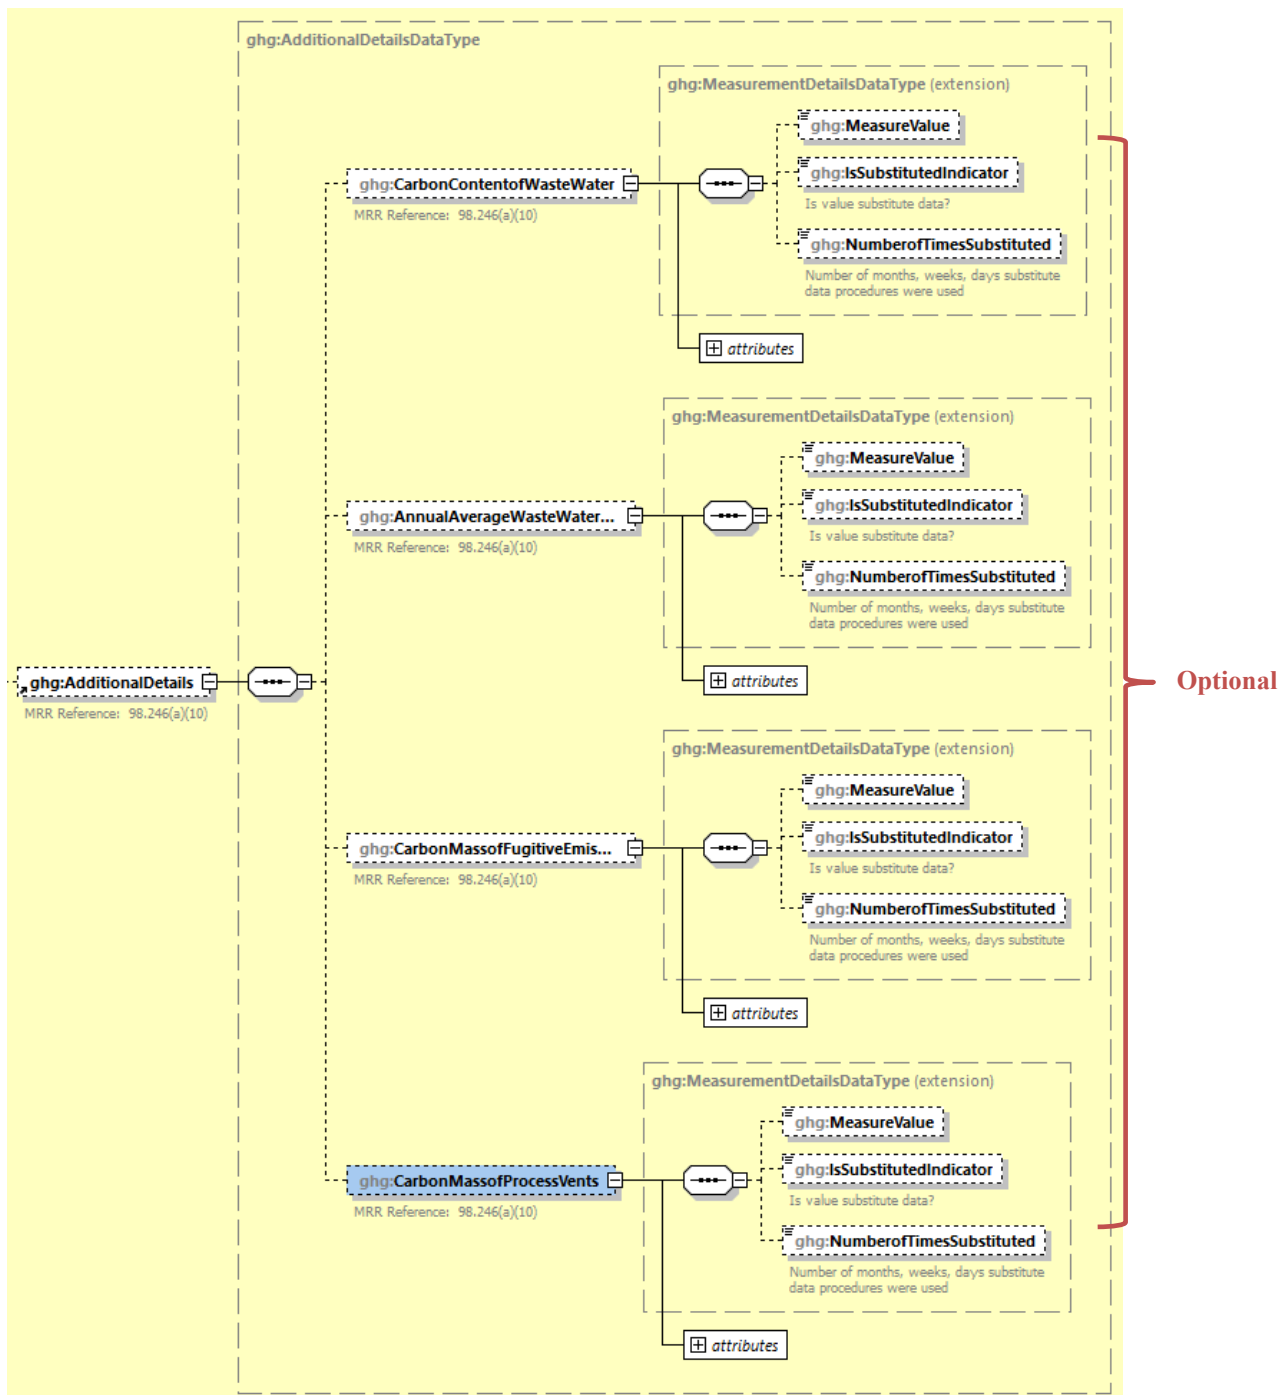 ghg:AdditionalDetailsDataType
ghg:MeasurementDetailsDataType (extension)
ghg:MeasureValue
ghg:IsSubstitutedIndicator
Is value substitute data?
ghg:NumberofTimesSubstituted
Number of months, weeks, days substitute
data procedures were used
ghg:CarbonContentofWasteWater
MRR Reference: 98.246(a)(10)
attributes
ghg:MeasurementDetailsDataType (extension)
ghg:MeasureValue
ghg:IsSubstitutedIndicator
Is value substitute data?
ghg:NumberofTimesSubstituted
Number of months, weeks, days substitute
data procedures were used
ghg:AnnualAverageWasteWater...
MRR Reference: 98.246(a)(10)
attributes
ghg:AdditionalDetails
MRR Reference: 98.246(a)(10)
Optional
ghg:MeasurementDetailsDataType (extension)
ghg:MeasureValue
ghg:IsSubstitutedIndicator
Is value substitute data?
ghg:NumberofTimesSubstituted
Number of months, weeks, days substitute
data procedures were used
ghg:CarbonMassofFugitiveEmis...
MRR Reference: 98.246(a)(10)
attributes
ghg:MeasurementDetailsDataType (extension)
ghg:MeasureValue
ghg:IsSubstitutedIndicator
Is value substitute data?
ghg:NumberofTimesSubstituted
Number of months, weeks, days substitute
data procedures were used
ghg:CarbonMassofProcessVents
MRR Reference: 98.246(a)(10)
attributes